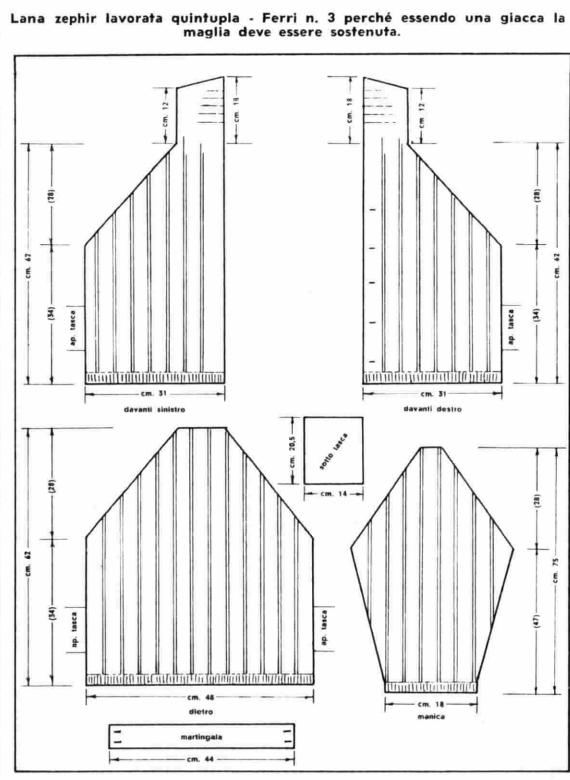 Lana zephir lavorata quintupla - Ferri n. 3 perché essendo una giacca la
maglia deve essere sostenuta.
cm. 12
cm. 18
cm. 62
(28)
(34)
ap. tasca
cm. 31
davanti sinistro
cm. 18
cm. 12
(28)
(34)
cm. 62
ap. tasca
cm. 31
davanti destro
cm. 62
(28)
(34)
ap. tasca
ap. tasca
cm. 48
dietro
cm. 20,5
sotto tasca
cm. 14
(28)
(47)
cm. 75
cm. 18
manica
martingala
cm. 44